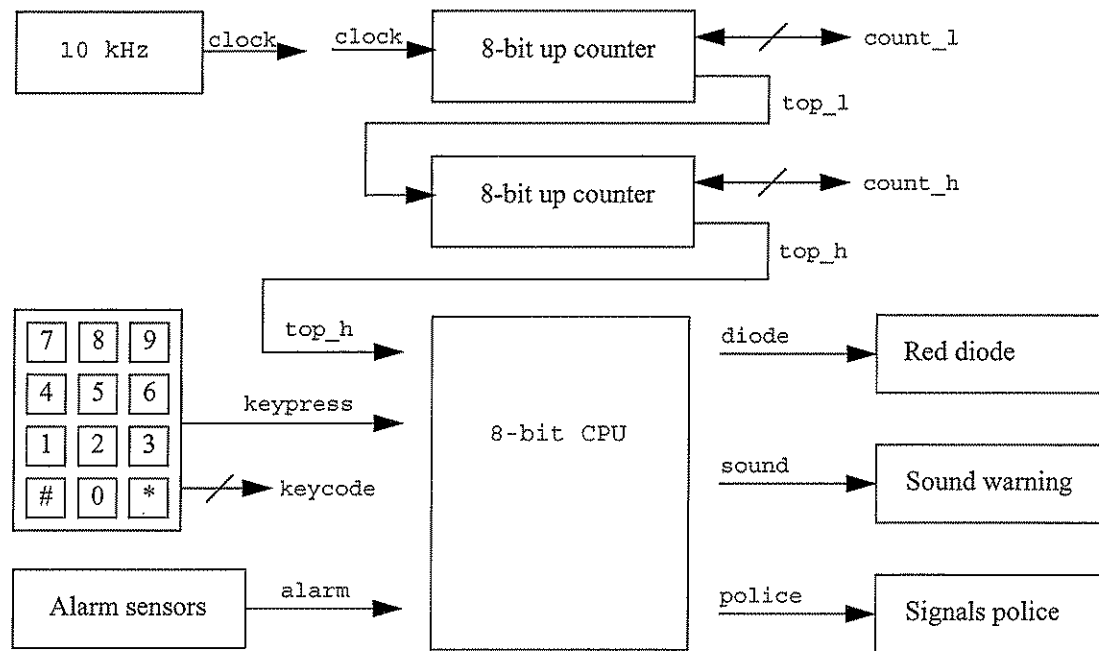 10 kHz
clock
clock
8-bit up counter
count_l
top_l
8-bit up counter
count_h
top_h
7 8 9
4 5 6
1 2 3
# 0 *
top_h
keypress
keycode
8-bit CPU
diode
Red diode
sound
Sound warning
Alarm sensors
alarm
police
Signals police